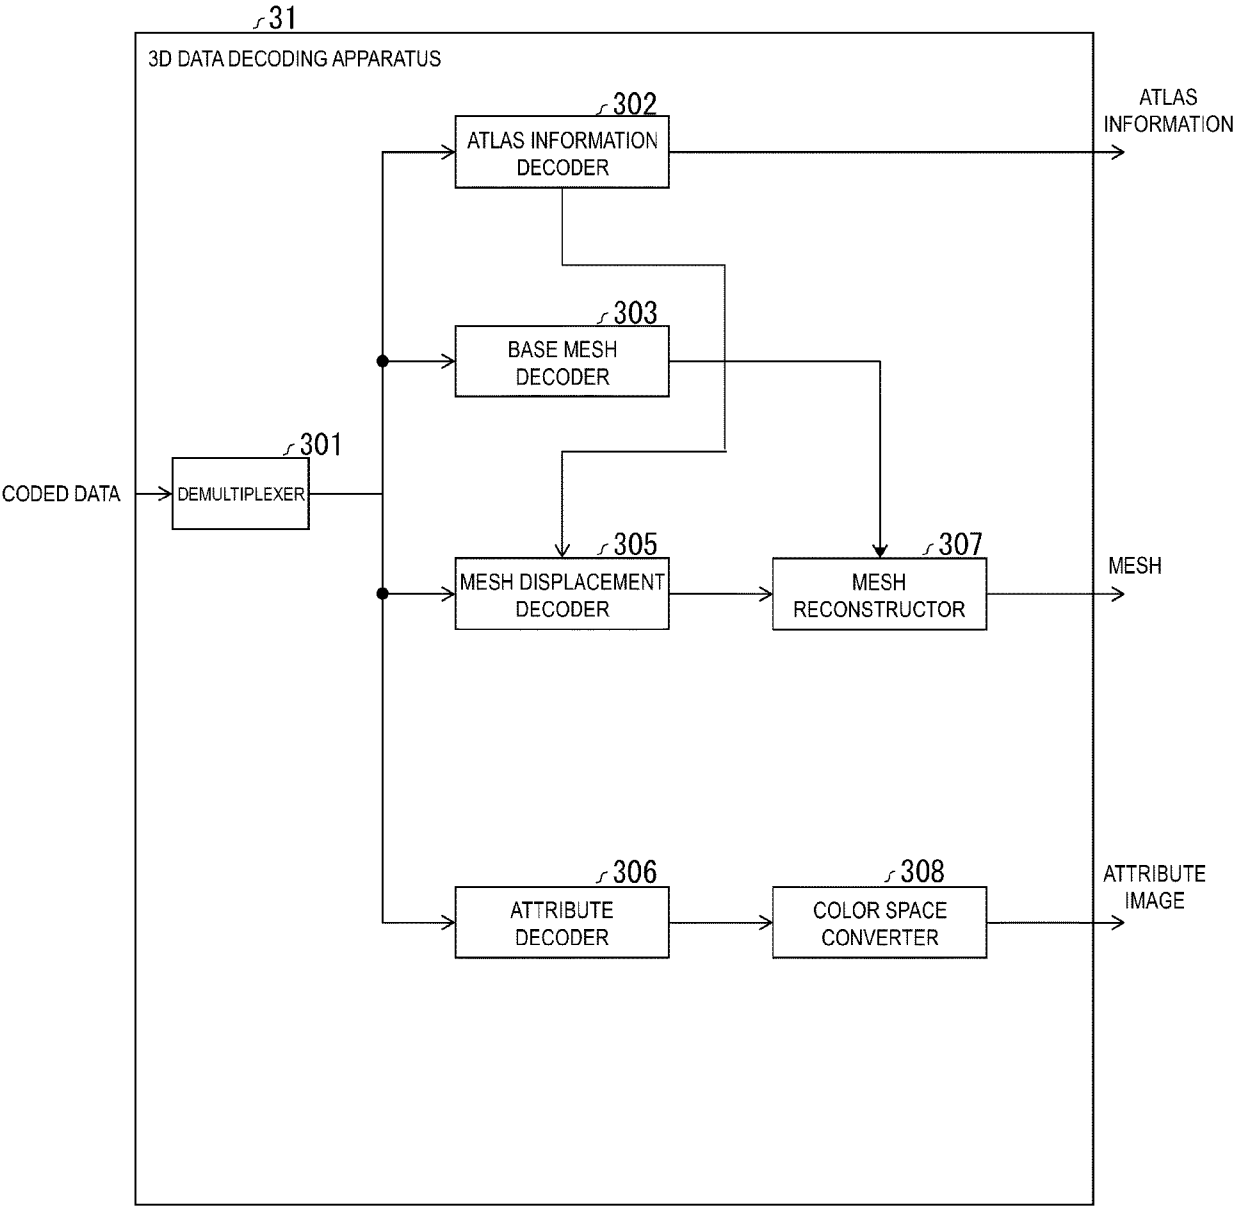 31
3D DATA DECODING APPARATUS
302
ATLAS INFORMATION
DECODER
ATLAS
INFORMATION
303
BASE MESH
DECODER
301
CODED DATA
DEMULTIPLEXER
305
MESH DISPLACEMENT
DECODER
307
MESH
RECONSTRUCTOR
MESH
306
ATTRIBUTE
DECODER
308
COLOR SPACE
CONVERTER
ATTRIBUTE
IMAGE